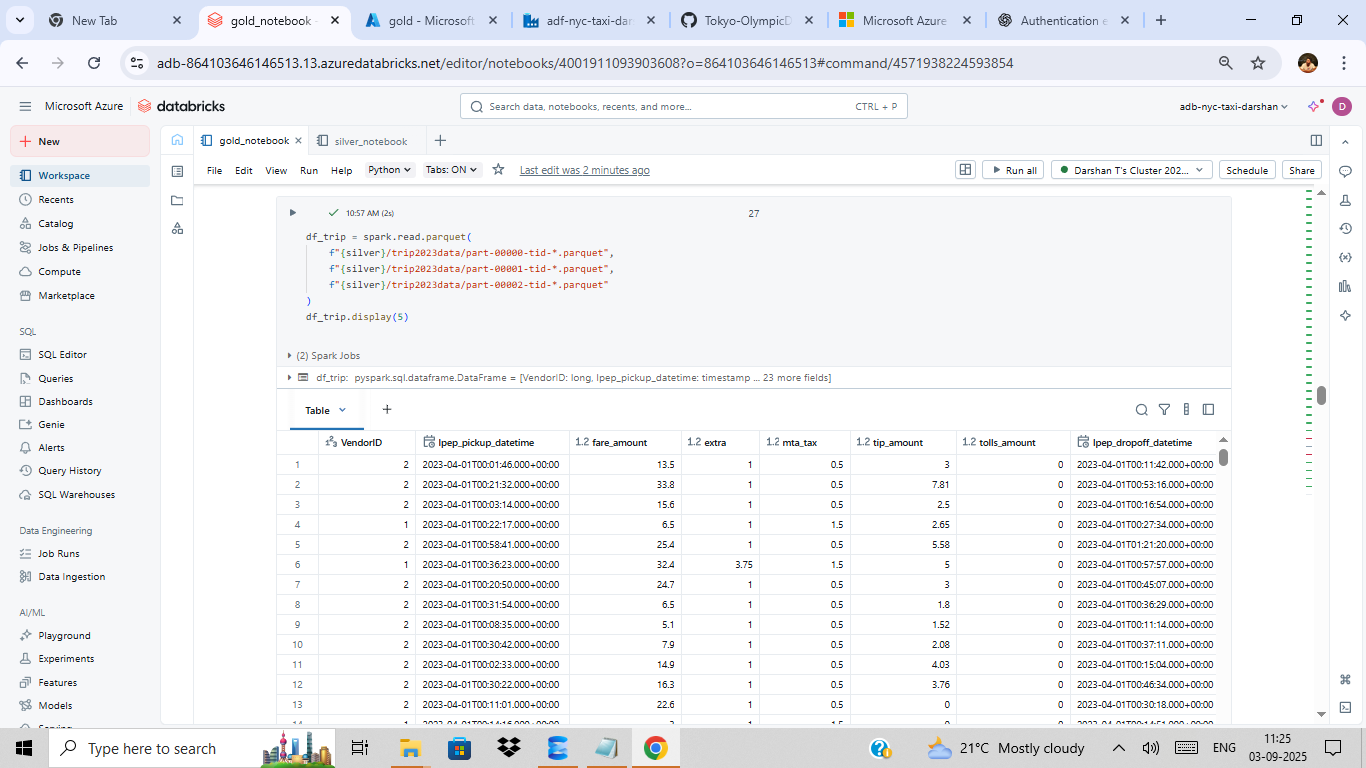 New Tab
gold_notebook -
gold - Microsoft
adf-nyc-taxi-dar
Tokyo-OlympicD
Microsoft Azure
Authentication e
adb-864103646146513.13.azuredatabricks.net/editor/notebooks/400191109390360​8?o=864103646146513#command/4571938224593854
Microsoft Azure
databricks
Search data, notebooks, recents, and more...
CTRL + P
adb-nyc-taxi-darshan
D
New
Workspace
Recents
Catalog
Jobs & Pipelines
Compute
Marketplace
SQL
SQL Editor
Queries
Dashboards
Genie
Alerts
Query History
SQL Warehouses
Data Engineering
Job Runs
Data Ingestion
AI/ML
Playground
Experiments
Features
Models
gold_notebook
silver_notebook
File Edit View Run Help Python Tabs: ON Last edit was 2 minutes ago
Run all
Darshan T's Cluster 202...
Schedule
Share
10:57 AM (2s)
27
df_trip = spark.read.parquet(
f"{silver}/trip2023data/part-00000-tid-*.parquet",
f"{silver}/trip2023data/part-00001-tid-*.parquet",
f"{silver}/trip2023data/part-00002-tid-*.parquet"
)
df_trip.display(5)
(2) Spark Jobs
df_trip: pyspark.sql.dataframe.DataFrame = [VendorID: long, lpep_pickup_datetime: timestamp ... 23 more fields]
Table
VendorID lpep_pickup_datetime 1.2 fare_amount 1.2 extra 1.2 mta_tax 1.2 tip_amount 1.2 tolls_amount lpep_dropoff_datetime
1 2 2023-04-01T00:01:46.000+00:00 13.5 1 0.5 3 0 2023-04-01T00:11:42.000+00:00
2 2 2023-04-01T00:21:32.000+00:00 33.8 1 0.5 7.81 0 2023-04-01T00:53:16.000+00:00
3 2 2023-04-01T00:03:14.000+00:00 15.6 1 0.5 2.5 0 2023-04-01T00:16:54.000+00:00
4 1 2023-04-01T00:22:17.000+00:00 6.5 1 1.5 2.65 0 2023-04-01T00:27:34.000+00:00
5 2 2023-04-01T00:58:41.000+00:00 25.4 1 0.5 5.58 0 2023-04-01T01:21:20.000+00:00
6 1 2023-04-01T00:36:23.000+00:00 32.4 3.75 1.5 5 0 2023-04-01T00:57:57.000+00:00
7 2 2023-04-01T00:20:50.000+00:00 24.7 1 0.5 3 0 2023-04-01T00:45:07.000+00:00
8 2 2023-04-01T00:31:54.000+00:00 6.5 1 0.5 1.8 0 2023-04-01T00:36:29.000+00:00
9 2 2023-04-01T00:08:35.000+00:00 5.1 1 0.5 1.52 0 2023-04-01T00:11:14.000+00:00
10 2 2023-04-01T00:30:42.000+00:00 7.9 1 0.5 2.08 0 2023-04-01T00:37:11.000+00:00
11 2 2023-04-01T00:02:33.000+00:00 14.9 1 0.5 4.03 0 2023-04-01T00:15:04.000+00:00
12 2 2023-04-01T00:30:22.000+00:00 16.3 1 0.5 3.76 0 2023-04-01T00:46:34.000+00:00
13 2 2023-04-01T00:11:01.000+00:00 22.6 1 0.5 0 0 2023-04-01T00:30:18.000+00:00
Type here to search
21°C Mostly cloudy
ENG
11:25
03-09-2025